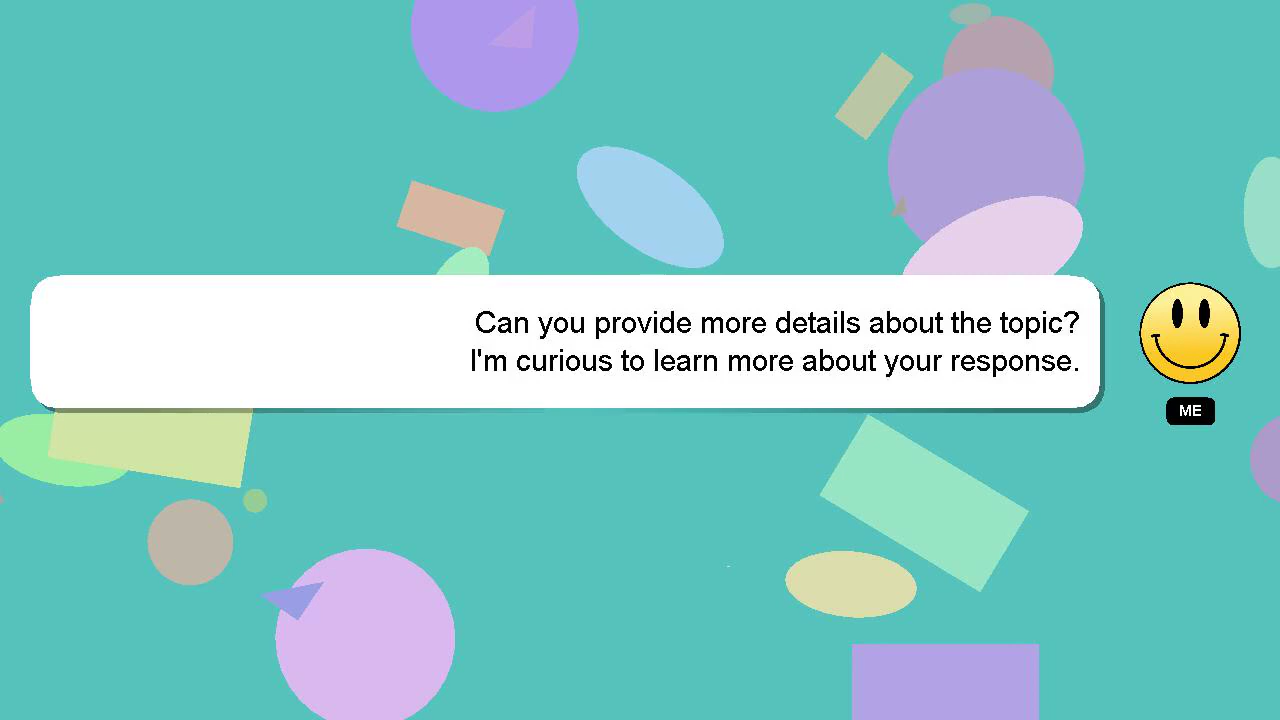 Can you provide more details about the topic?
I'm curious to learn more about your response.
ME